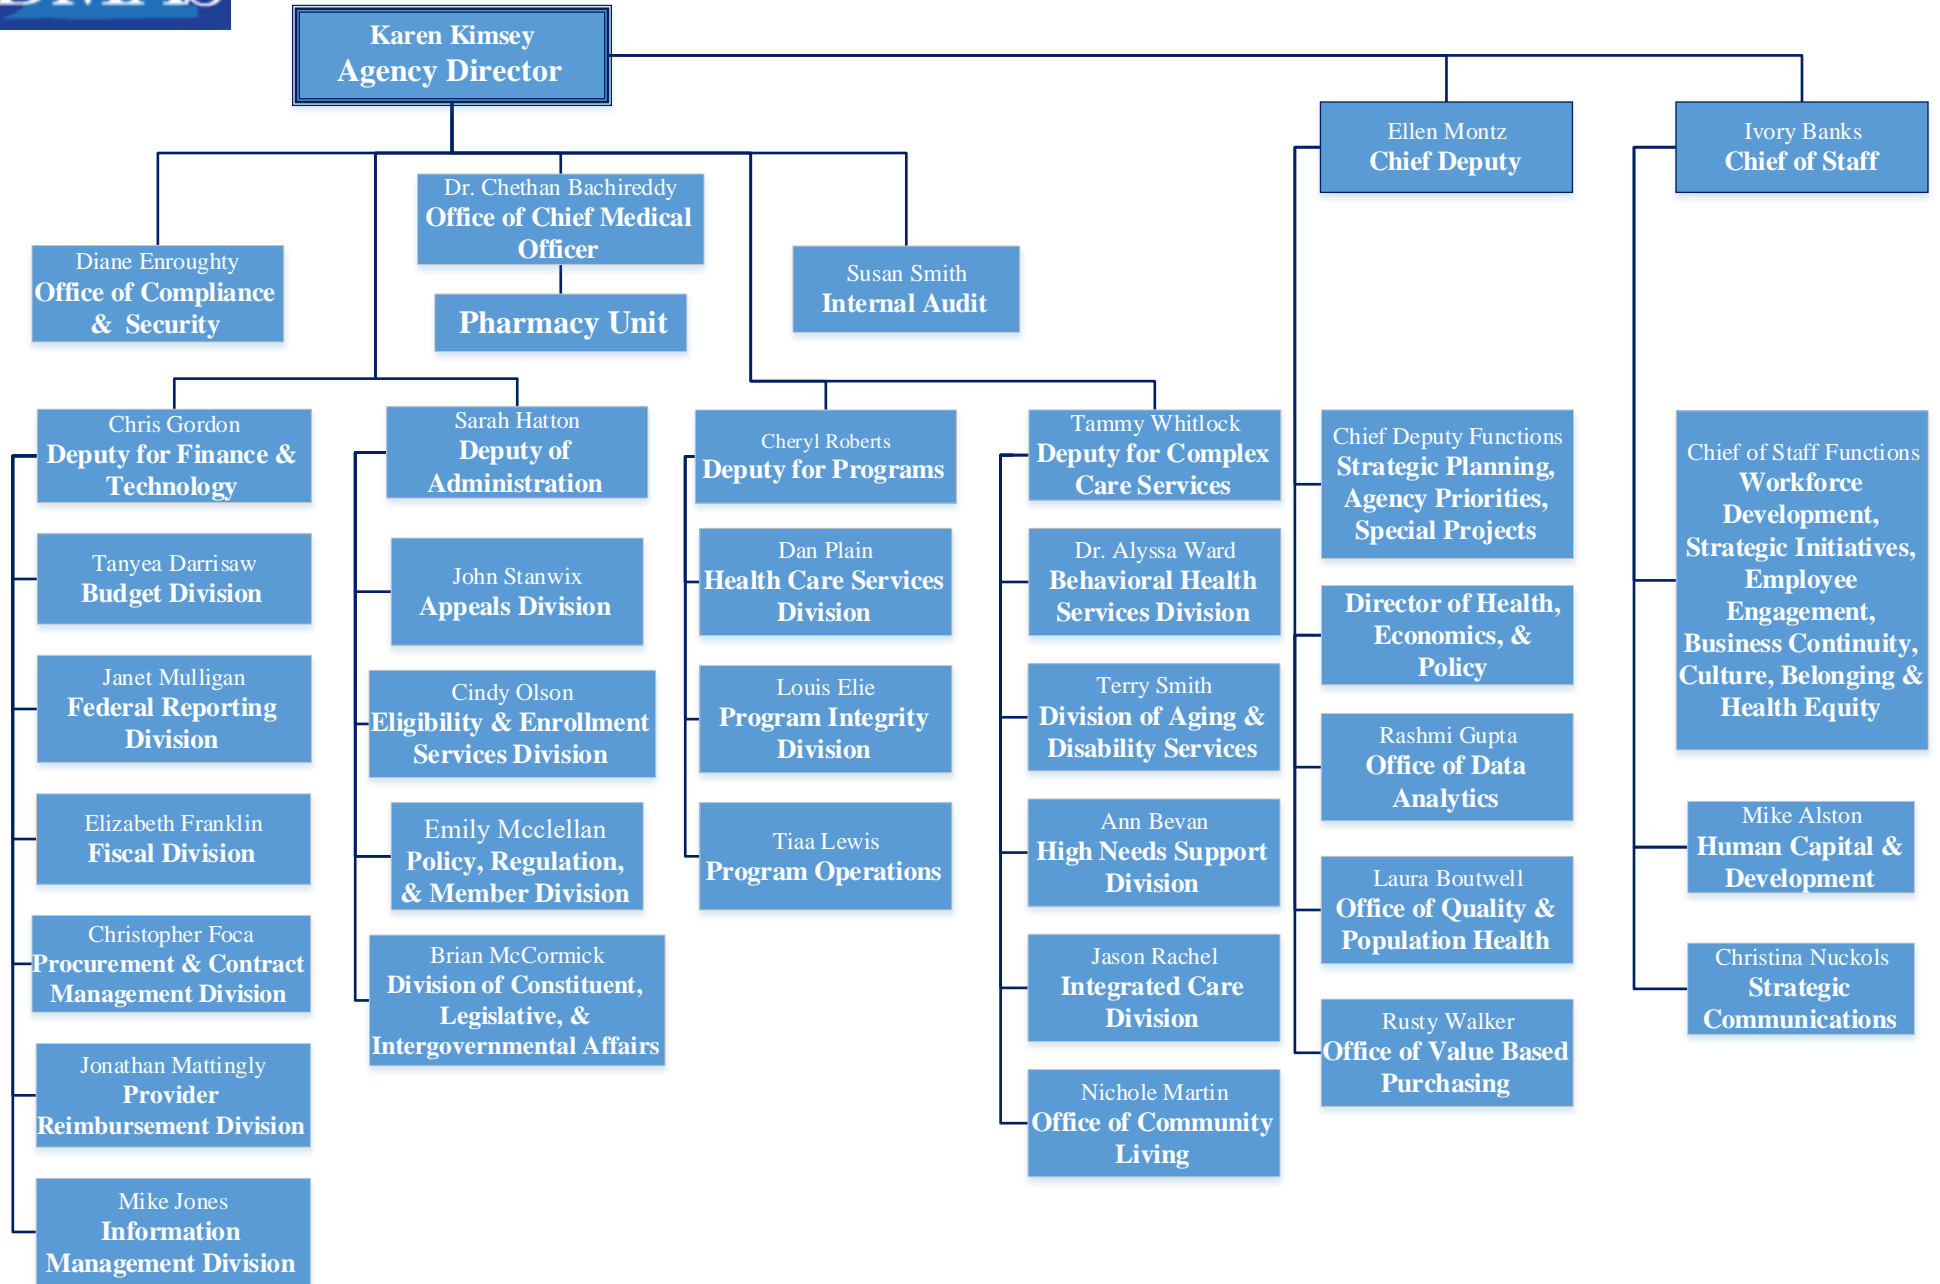 DMAS
Karen Kimsey
Agency Director
Ellen Montz
Chief Deputy
Ivory Banks
Chief of Staff
Dr. Chethan Bachireddy
Office of Chief Medical
Officer
Diane Enroughty
Office of Compliance
& Security
Susan Smith
Internal Audit
Pharmacy Unit
Chris Gordon
Deputy for Finance &
Technology
Tanyea Darrisaw
Budget Division
Janet Mulligan
Federal Reporting
Division
Elizabeth Franklin
Fiscal Division
Christopher Foca
Procurement & Contract
Management Division
Jonathan Mattingly
Provider
Reimbursement Division
Mike Jones
Information
Management Division
Sarah Hatton
Deputy of
Administration
John Stanwix
Appeals Division
Cindy Olson
Eligibility & Enrollment
Services Division
Emily Mcclellan
Policy, Regulation,
& Member Division
Brian McCormick
Division of Constituent,
Legislative, &
Intergovernmental Affairs
Cheryl Roberts
Deputy for Programs
Dan Plain
Health Care Services
Division
Louis Elie
Program Integrity
Division
Tiaa Lewis
Program Operations
Tammy Whitlock
Deputy for Complex
Care Services
Dr. Alyssa Ward
Behavioral Health
Services Division
Terry Smith
Division of Aging &
Disability Services
Ann Bevan
High Needs Support
Division
Jason Rachel
Integrated Care
Division
Nichole Martin
Office of Community
Living
Chief Deputy Functions
Strategic Planning,
Agency Priorities,
Special Projects
Director of Health,
Economics, &
Policy
Rashmi Gupta
Office of Data
Analytics
Laura Boutwell
Office of Quality &
Population Health
Rusty Walker
Office of Value Based
Purchasing
Chief of Staff Functions
Workforce
Development,
Strategic Initiatives,
Employee
Engagement,
Business Continuity,
Culture, Belonging &
Health Equity
Mike Alston
Human Capital &
Development
Christina Nuckols
Strategic
Communications